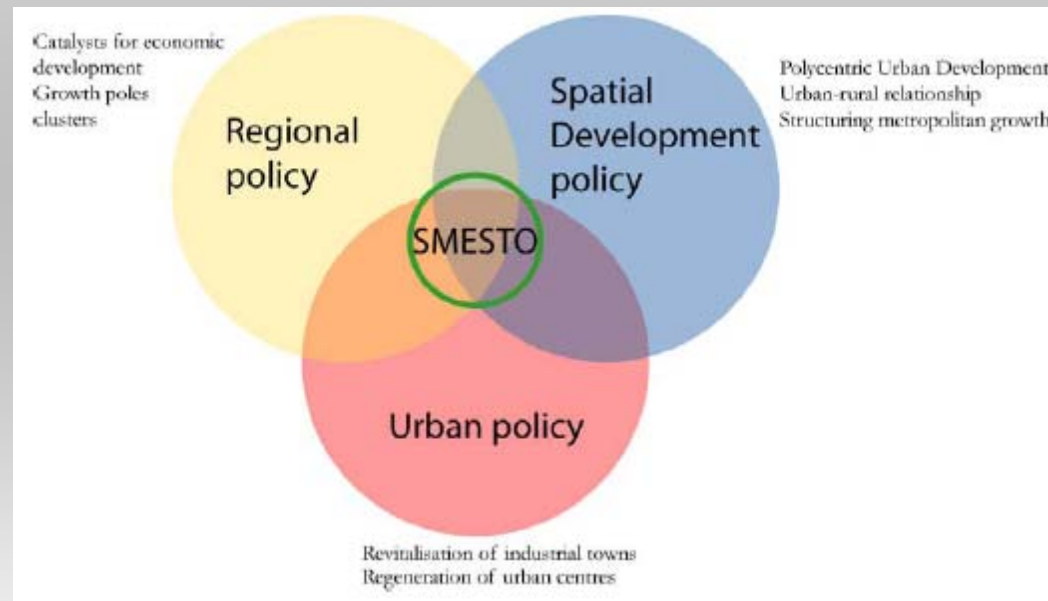 Catalysts for economic
development
Growth poles
clusters
Regional
policy
Spatial
Development
policy
Polycentric Urban Development
Urban-rural relationship
Structuring metropolitan growth
SMESTO
Urban policy
Revitalisation of industrial towns
Regeneration of urban centres